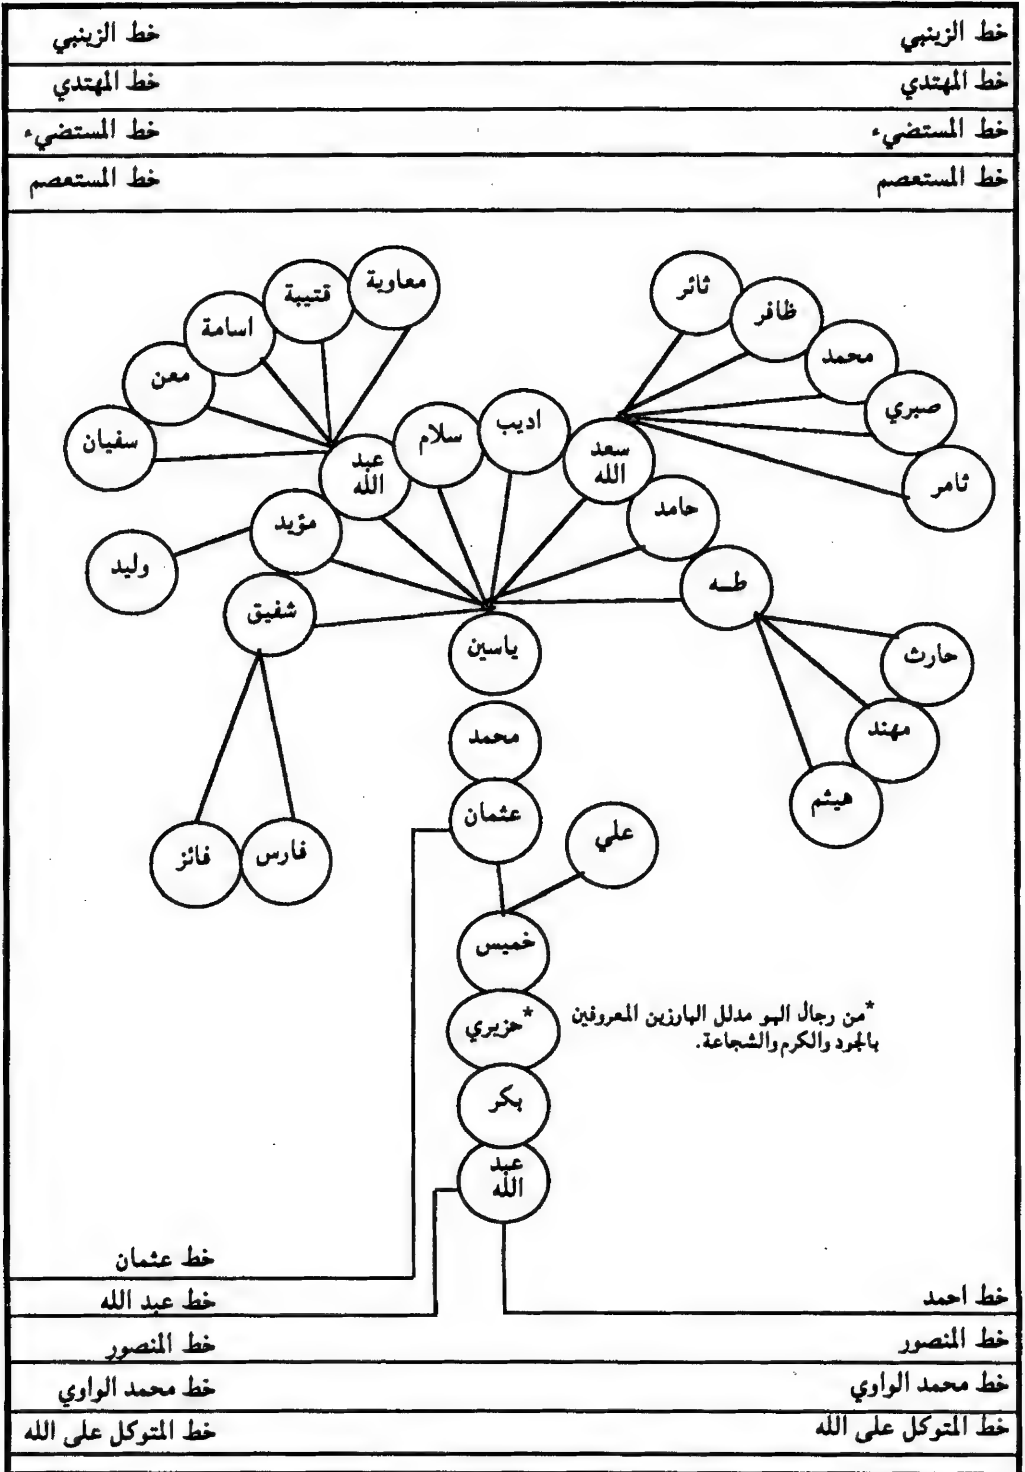 خط الزينبي
خط الزينبي
خط المهتدي
خط المهتدي
خط المستضيء
خط المستضيء
خط المستعصم
خط المستعصم
ثائر
ظافر
محمد
صبري
ثامر
معاوية
قتيبة
اسامة
معن
سفيان
طه
حامد
سعد
الله
اديب
سلام
عبد
الله
مؤيد
شفيق
وليد
حارث
مهند
هيثم
ياسين
محمد
عثمان
علي
فارس
فائز
خميس
*حزيري
*من رجال البو مدلل البارزين المعروفين
بالجود والكرم والشجاعة.
بكر
عبد
الله
خط عثمان
خط احمد
خط عبد الله
خط المنصور
خط المنصور
خط محمد الواوي
خط محمد الواوي
خط المتوكل على الله
خط المتوكل على الله